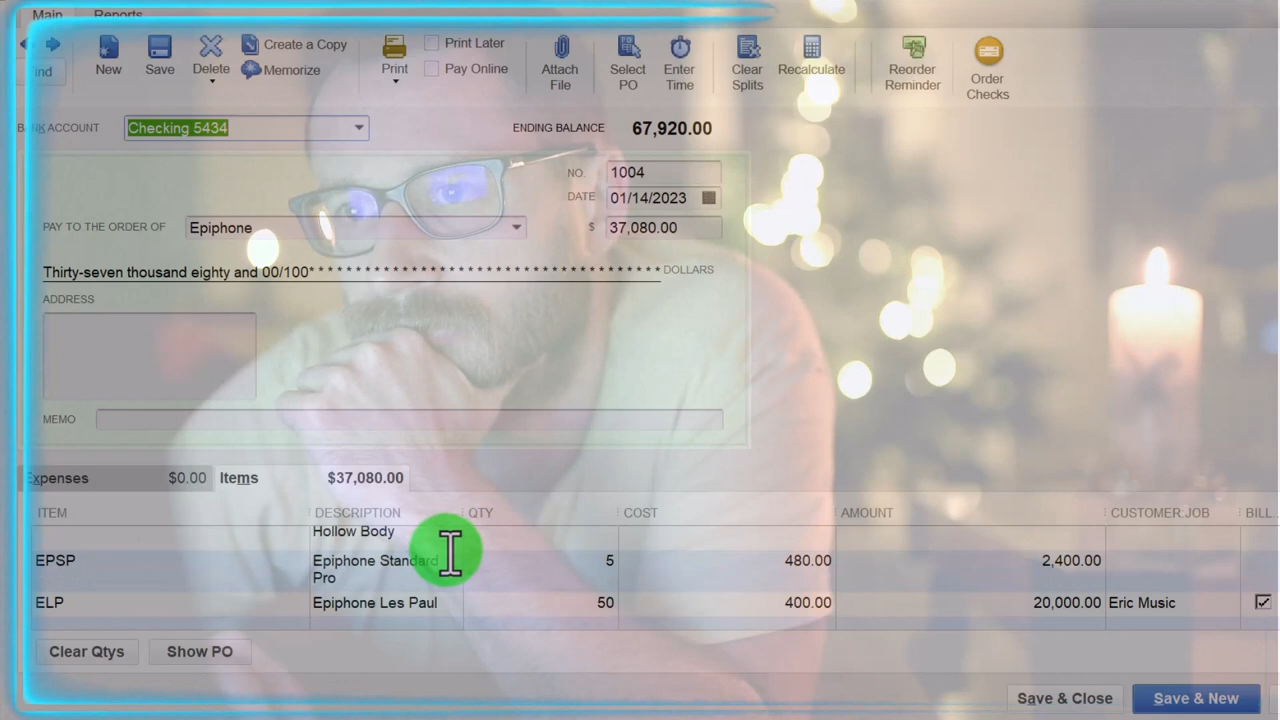 Main Reports
New Save Delete Create a Copy Memorize Print Print Later Pay Online Attach File Select PO Enter Time Clear Splits Recalculate Reorder Reminder Order Checks
ind
BANK ACCOUNT Checking 5434 ENDING BALANCE 67,920.00
NO. 1004
DATE 01/14/2023
PAY TO THE ORDER OF Epiphone $ 37,080.00
Thirty-seven thousand eighty and 00/100* * * * * * * * * * * * * * * * * * * * * * * * * * * * * * * * * * * * * * DOLLARS
ADDRESS
MEMO
Expenses $0.00 Items $37,080.00
ITEM DESCRIPTION QTY COST AMOUNT CUSTOMER:JOB BILL...
Hollow Body
EPSP Epiphone Standard Pro 5 480.00 2,400.00
ELP Epiphone Les Paul 50 400.00 20,000.00 Eric Music
Clear Qtys Show PO
Save & Close Save & New